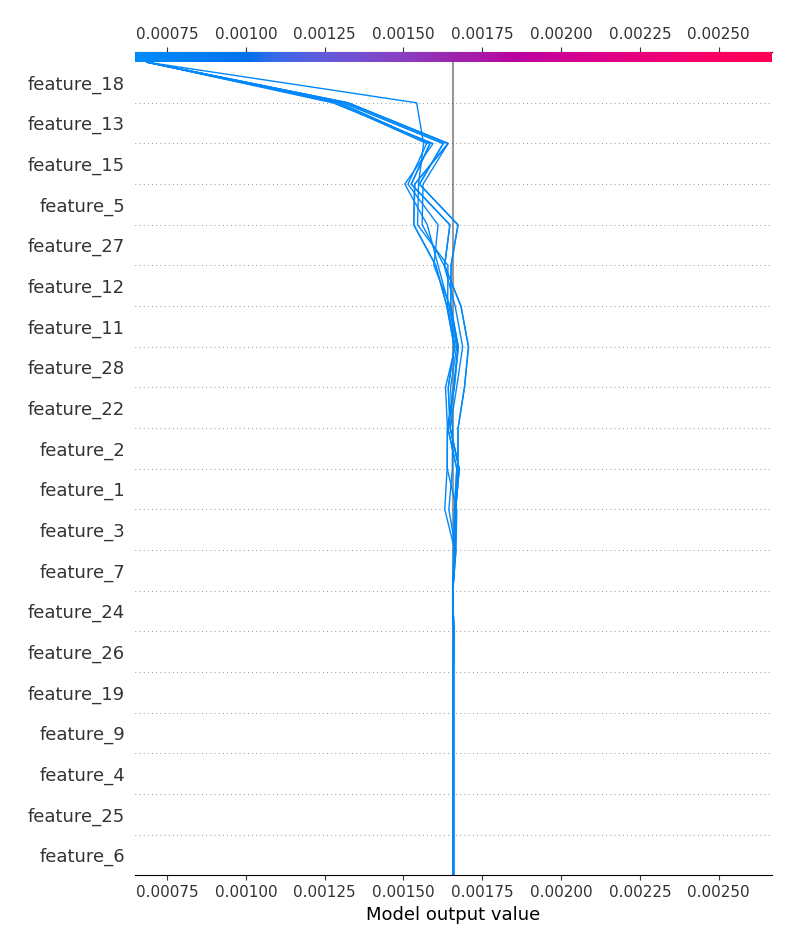 0.00075 0.00100 0.00125 0.00150 0.00175 0.00200 0.00225 0.00250
feature_18
feature_13
feature_15
feature_5
feature_27
feature_12
feature_11
feature_28
feature_22
feature_2
feature_1
feature_3
feature_7
feature_24
feature_26
feature_19
feature_9
feature_4
feature_25
feature_6
0.00075 0.00100 0.00125 0.00150 0.00175 0.00200 0.00225 0.00250
Model output value